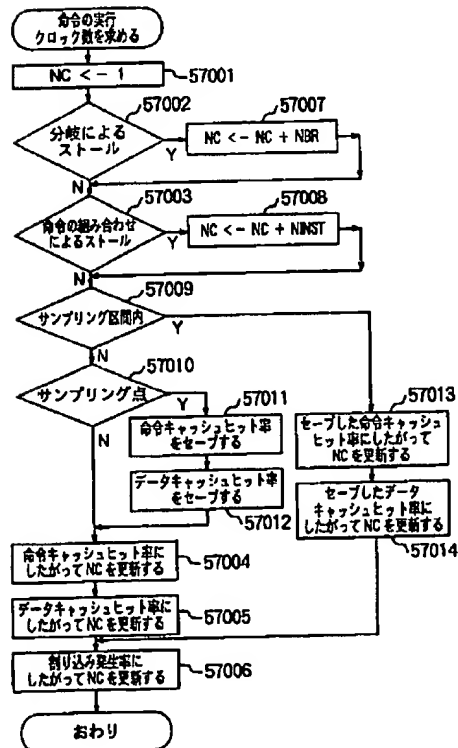 命令の実行
クロック数を求める
NC <- 1
57001
57002
分岐による
ストール
Y
N
57007
NC <- NC + NBR
57003
命令の組み合わせ
によるストール
Y
N
57008
NC <- NC + NINST
57009
サンプリング区間内
Y
N
57010
サンプリング点
Y
N
57011
命令キャッシュヒット率
をセーブする
データキャッシュヒット率
をセーブする
57012
57013
セーブした命令キャッシュ
ヒット率にしたがって
NCを更新する
セーブしたデータ
キャッシュヒット率に
したがってNCを更新する
57014
命令キャッシュヒット率に
したがってNCを更新する
57004
データキャッシュヒット率に
したがってNCを更新する
57005
割り込み発生率に
したがってNCを更新する
57006
おわり